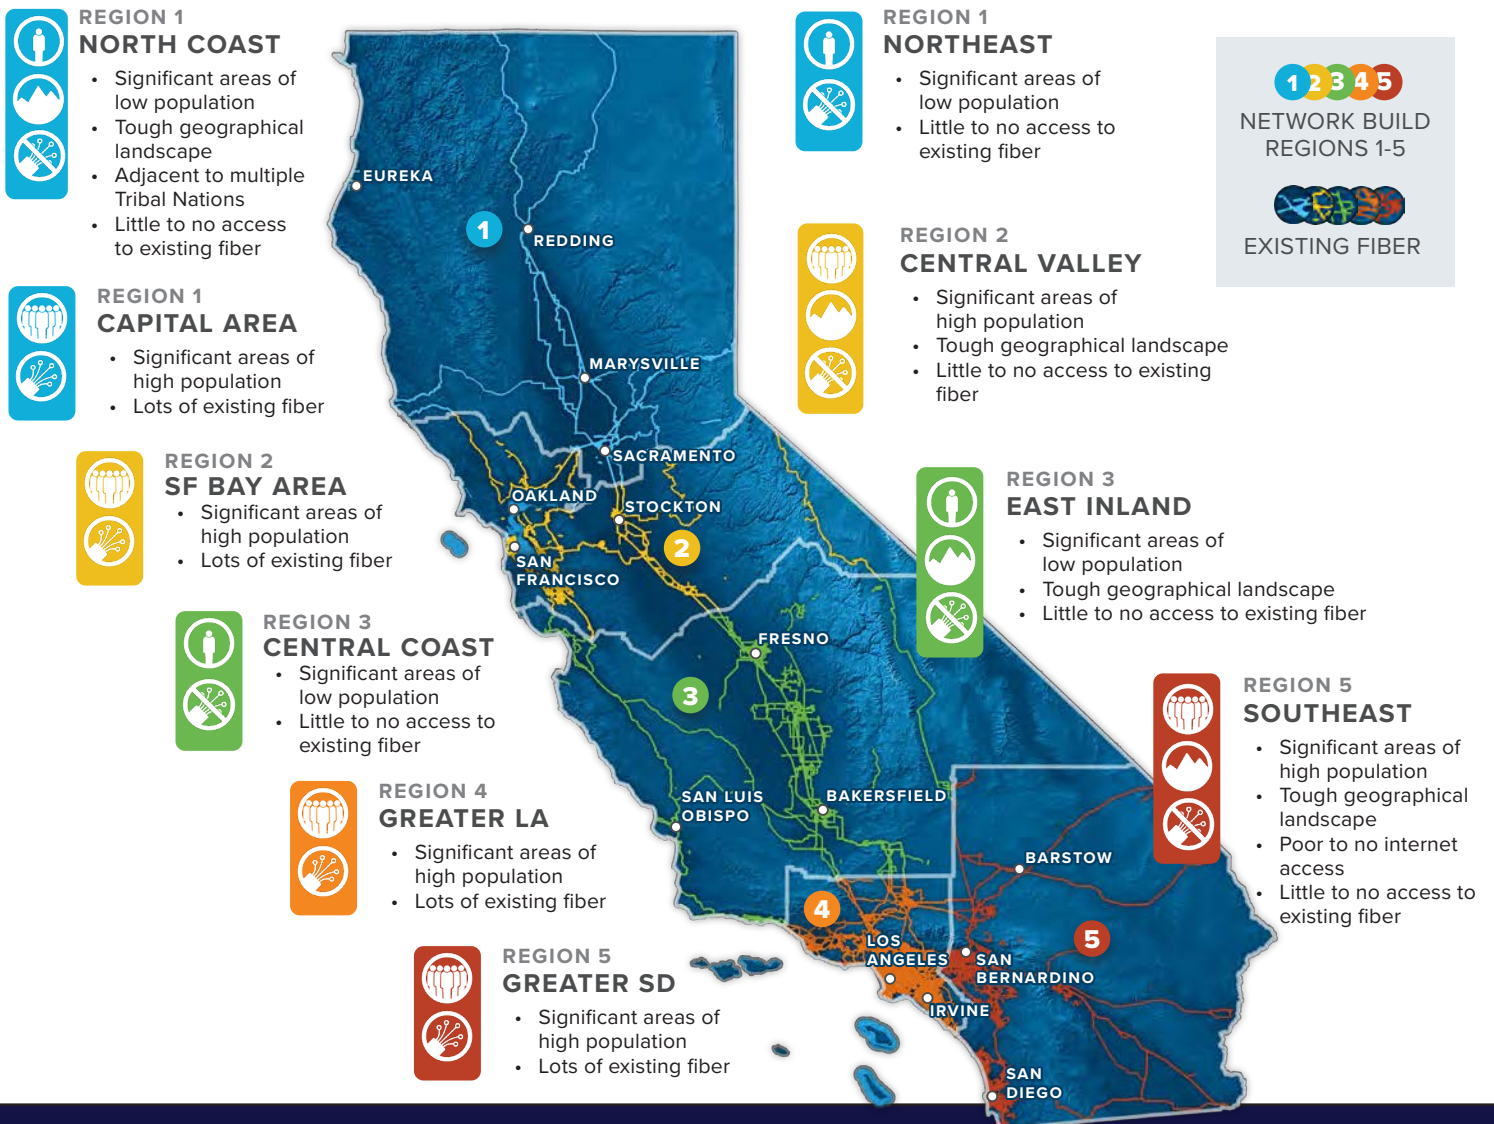 REGION 1
NORTH COAST
• Significant areas of
low population
• Tough geographical
landscape
• Adjacent to multiple
Tribal Nations
• Little to no access
to existing fiber
REGION 1
CAPITAL AREA
• Significant areas of
high population
• Lots of existing fiber
REGION 2
SF BAY AREA
• Significant areas of
high population
• Lots of existing fiber
REGION 3
CENTRAL COAST
• Significant areas of
low population
• Little to no access to
existing fiber
REGION 4
GREATER LA
• Significant areas of
high population
• Lots of existing fiber
REGION 5
GREATER SD
• Significant areas of
high population
• Lots of existing fiber
REGION 1
NORTHEAST
• Significant areas of
low population
• Little to no access to
existing fiber
REGION 2
CENTRAL VALLEY
• Significant areas of
high population
• Tough geographical landscape
• Little to no access to existing
fiber
REGION 3
EAST INLAND
• Significant areas of
low population
• Tough geographical landscape
• Little to no access to existing fiber
REGION 5
SOUTHEAST
• Significant areas of
high population
• Tough geographical
landscape
• Poor to no internet
access
• Little to no access to
existing fiber
1 2 3 4 5
NETWORK BUILD
REGIONS 1-5
EXISTING FIBER
EUREKA
1
REDDING
MARYSVILLE
SACRAMENTO
OAKLAND
STOCKTON
2
SAN
FRANCISCO
FRESNO
3
SAN LUIS
OBISPO
BAKERSFIELD
BARSTOW
4
5
LOS
ANGELES
SAN
BERNARDINO
IRVINE
SAN
DIEGO